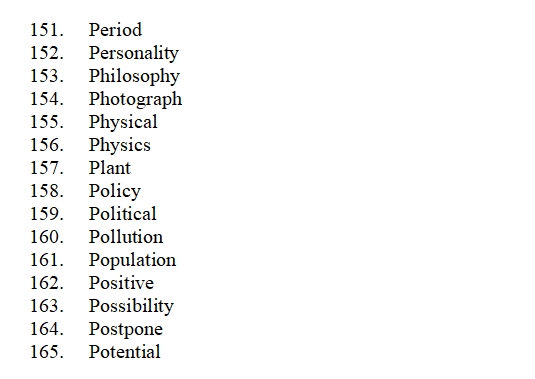 151. Period
152. Personality
153. Philosophy
154. Photograph
155. Physical
156. Physics
157. Plant
158. Policy
159. Political
160. Pollution
161. Population
162. Positive
163. Possibility
164. Postpone
165. Potential